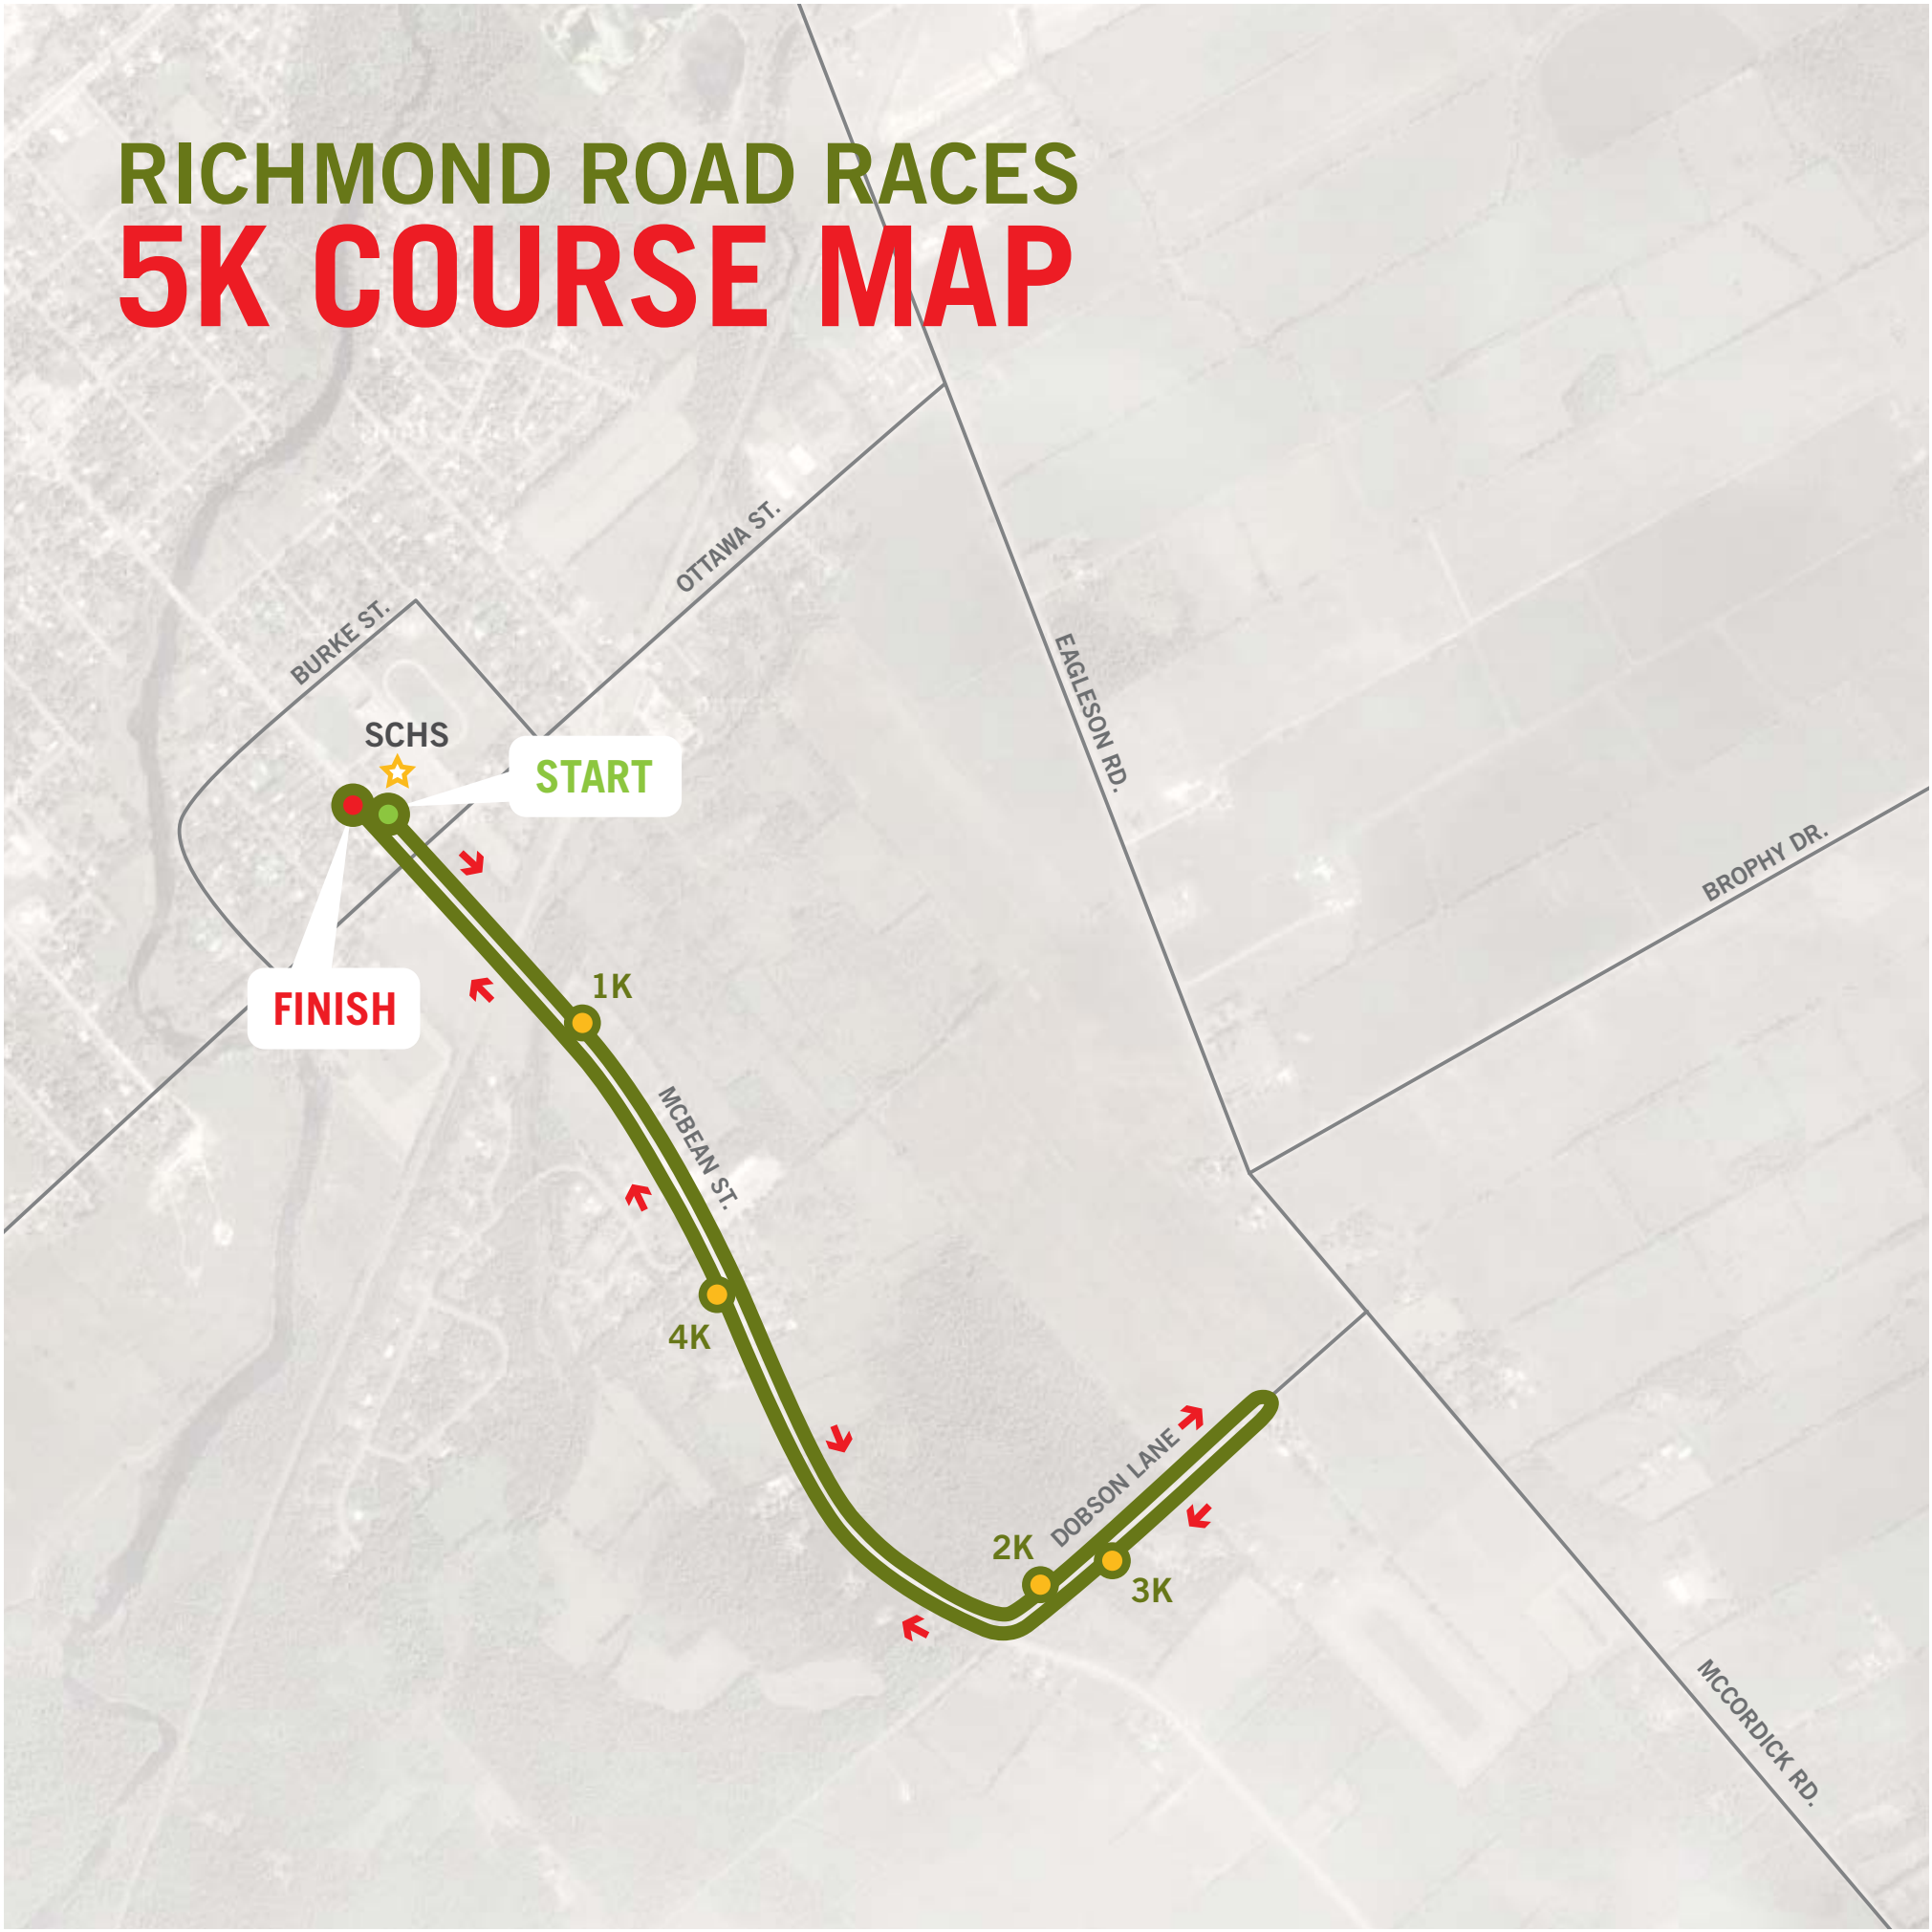 RICHMOND ROAD RACES
5K COURSE MAP
OTTAWA ST.
BURKE ST.
EAGLESON RD.
SCHS
START
BROPHY DR.
FINISH
1K
MCBEAN ST.
4K
DOBSON LANE
2K
3K
MCCORDICK RD.